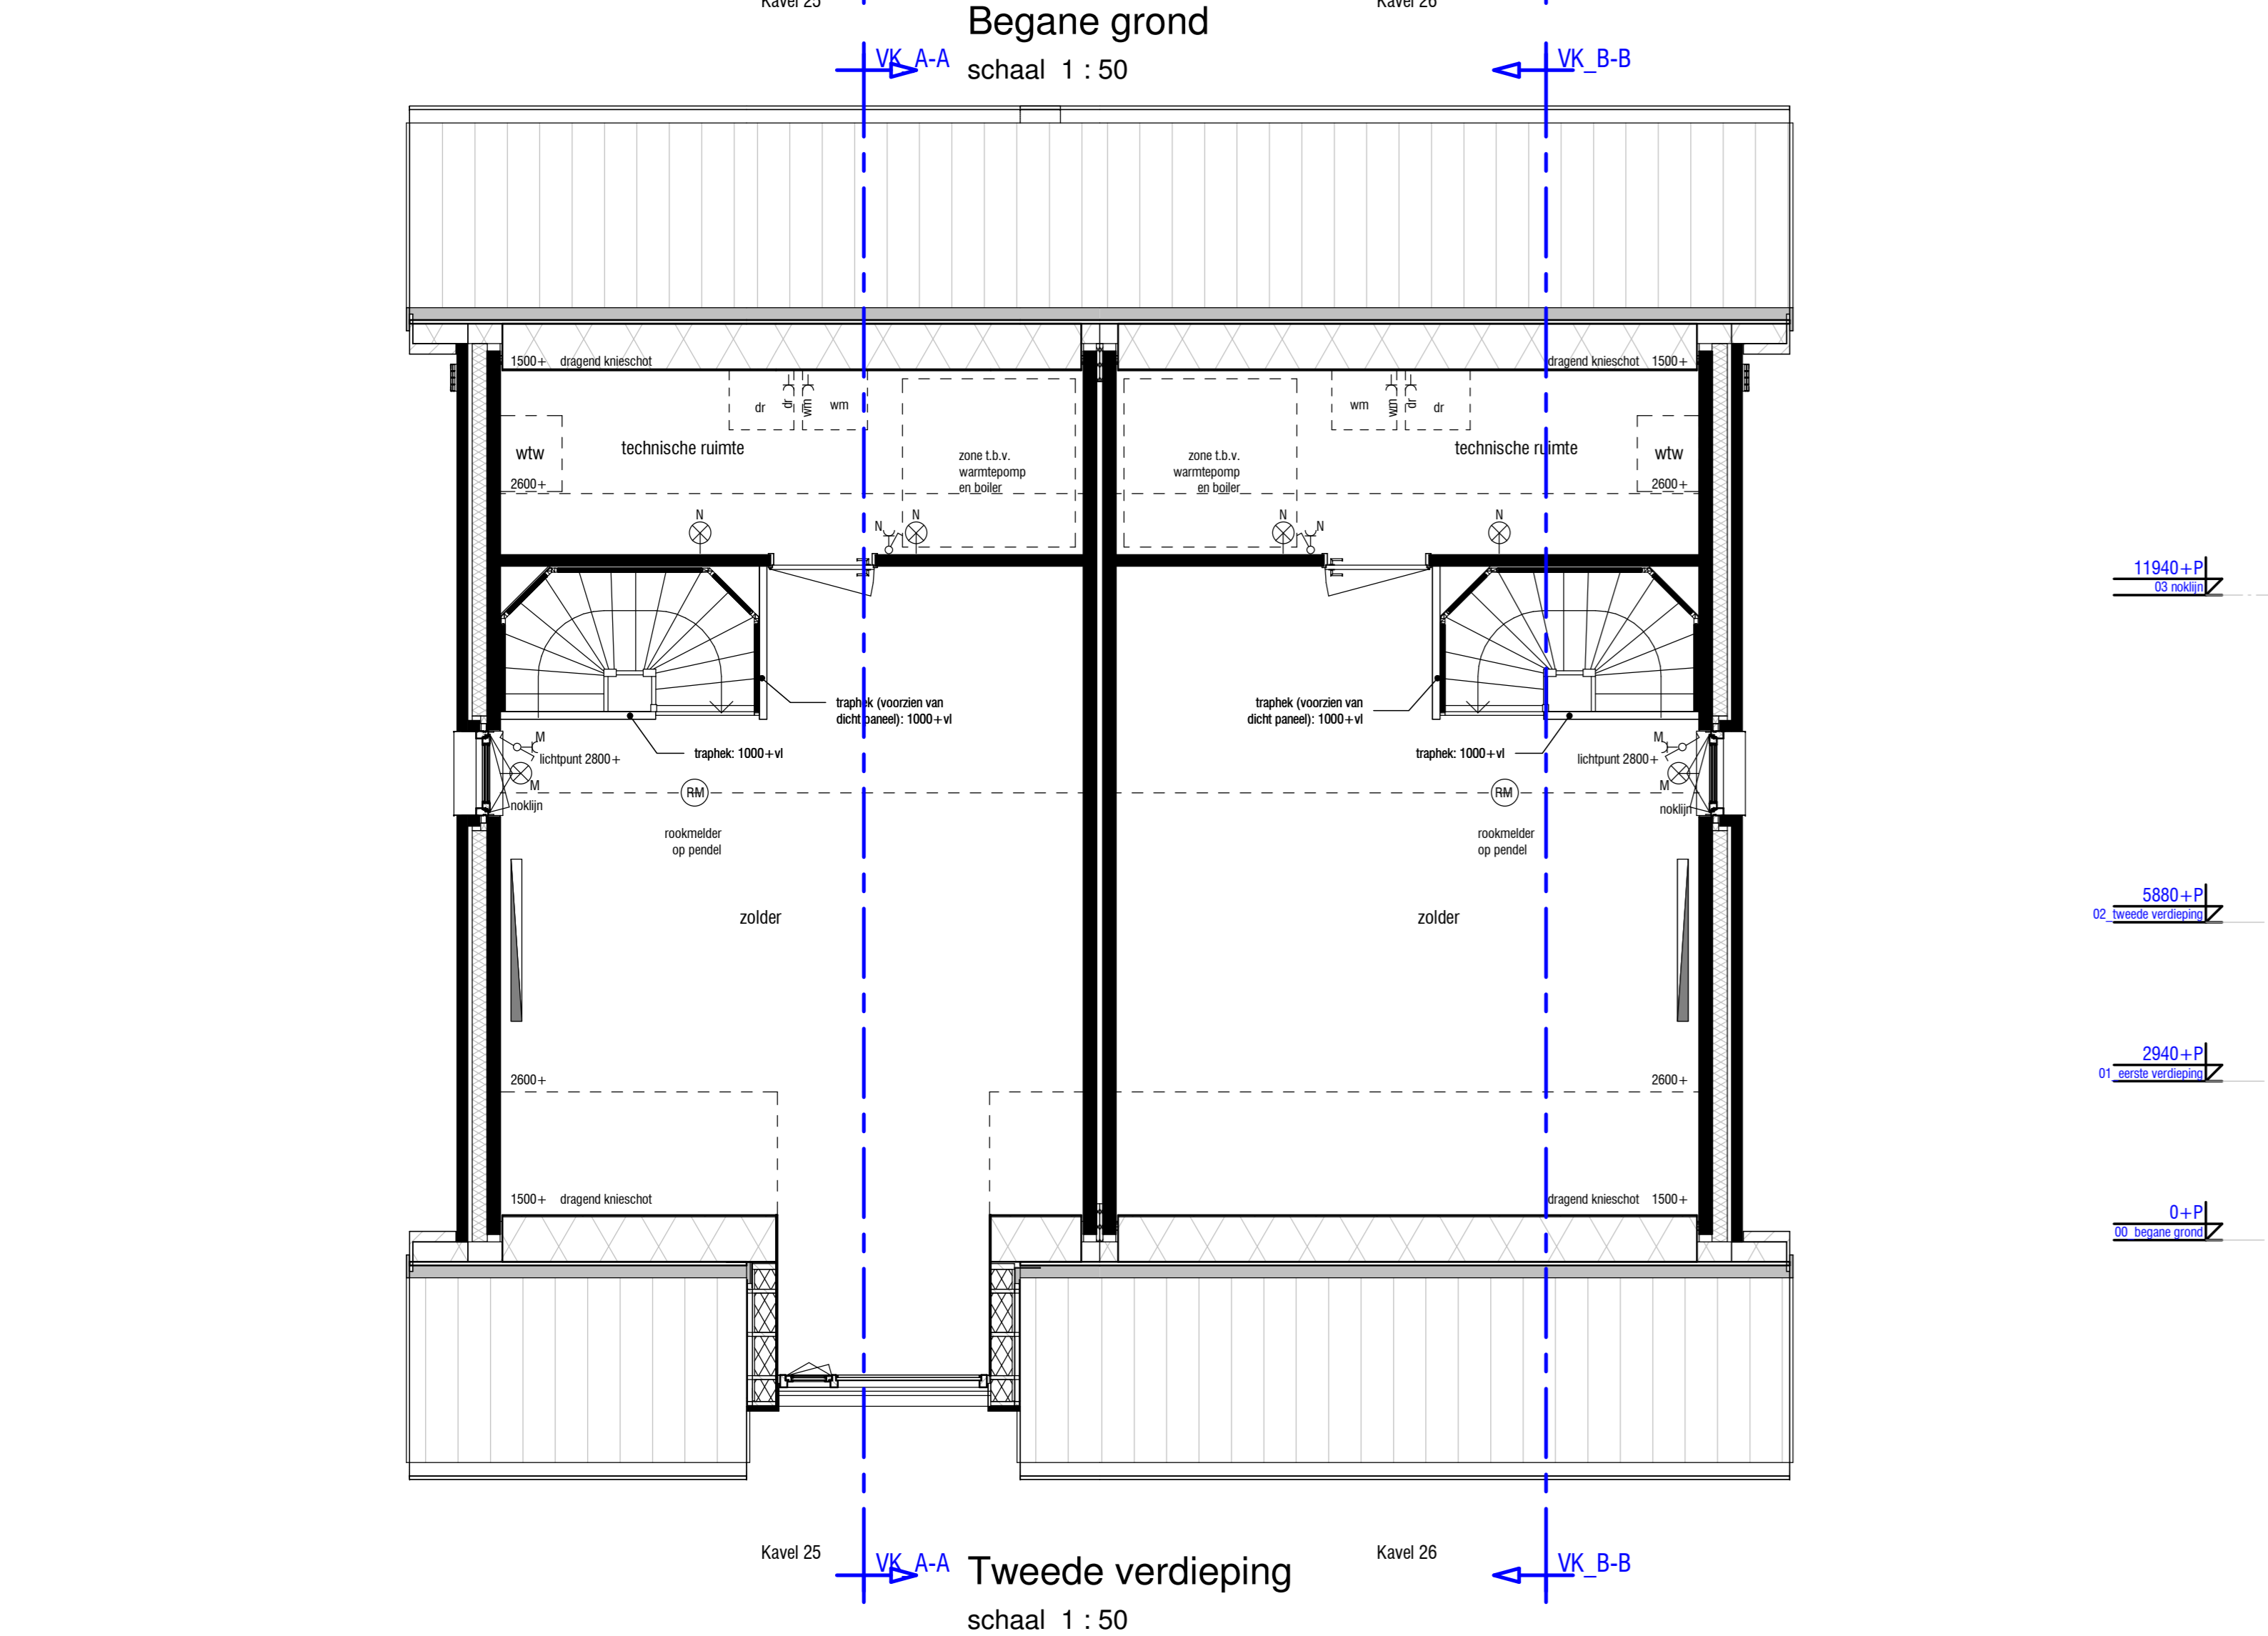 Kavel 25
Kavel 26
Begane grond
schaal 1 : 50
VK_A-A
VK_B-B
1500+ dragend knieschot
dragend knieschot 1500+
dr
dr
wm
wm
wm
wm
dr
dr
wtw
2600+
technische ruimte
zone t.b.v.
warmtepomp
en boiler
zone t.b.v.
warmtepomp
en boiler
technische ruimte
wtw
2600+
N
N
N
N
N
N
11940+P
03 noklijn
traphek (voorzien van
dicht paneel): 1000+vl
traphek (voorzien van
dicht paneel): 1000+vl
M
lichtpunt 2800+
traphek: 1000+vl
traphek: 1000+vl
M
lichtpunt 2800+
M
noklijn
RM
RM
M
noklijn
rookmelder
op pendel
rookmelder
op pendel
zolder
zolder
5880+P
02_tweede verdieping
2940+P
01_eerste verdieping
2600+
2600+
1500+ dragend knieschot
dragend knieschot 1500+
0+P
00_begane grond
Kavel 25
Kavel 26
VK_A-A
VK_B-B
Tweede verdieping
schaal 1 : 50